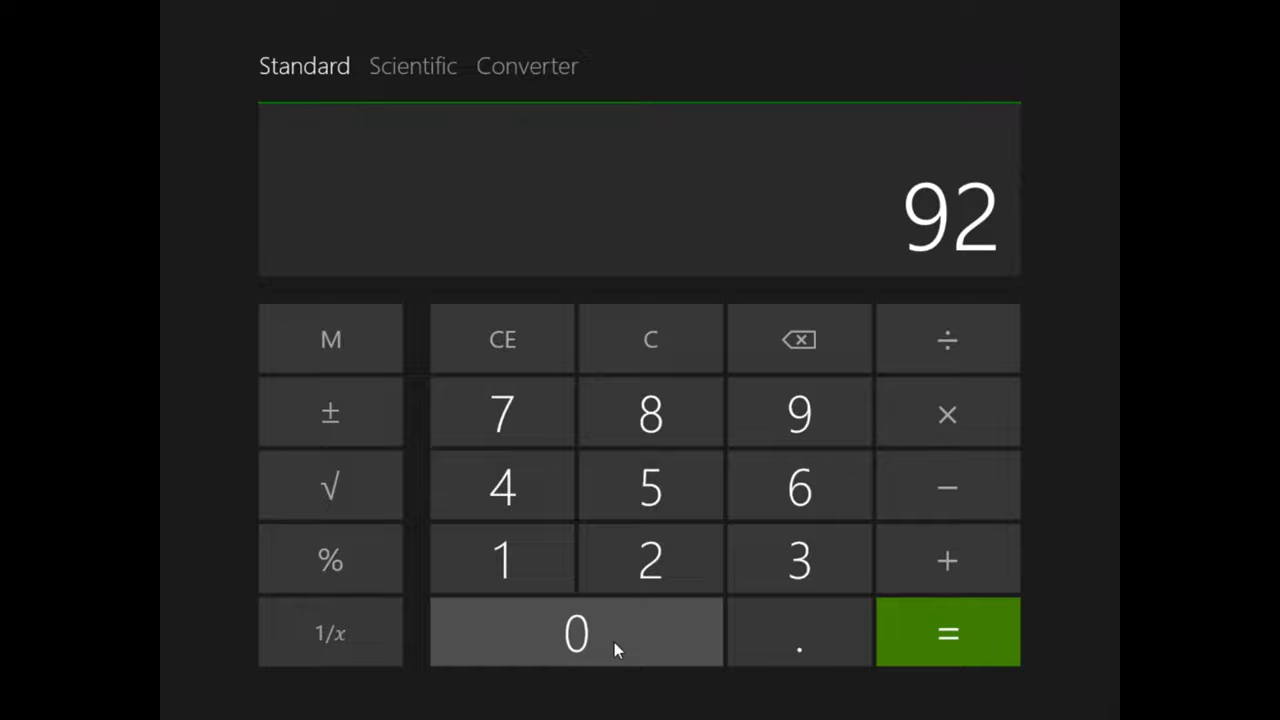 Standard Scientific Converter
92
M CE C ÷
± 7 8 9 ×
√ 4 5 6 −
% 1 2 3 +
1/x 0 . =